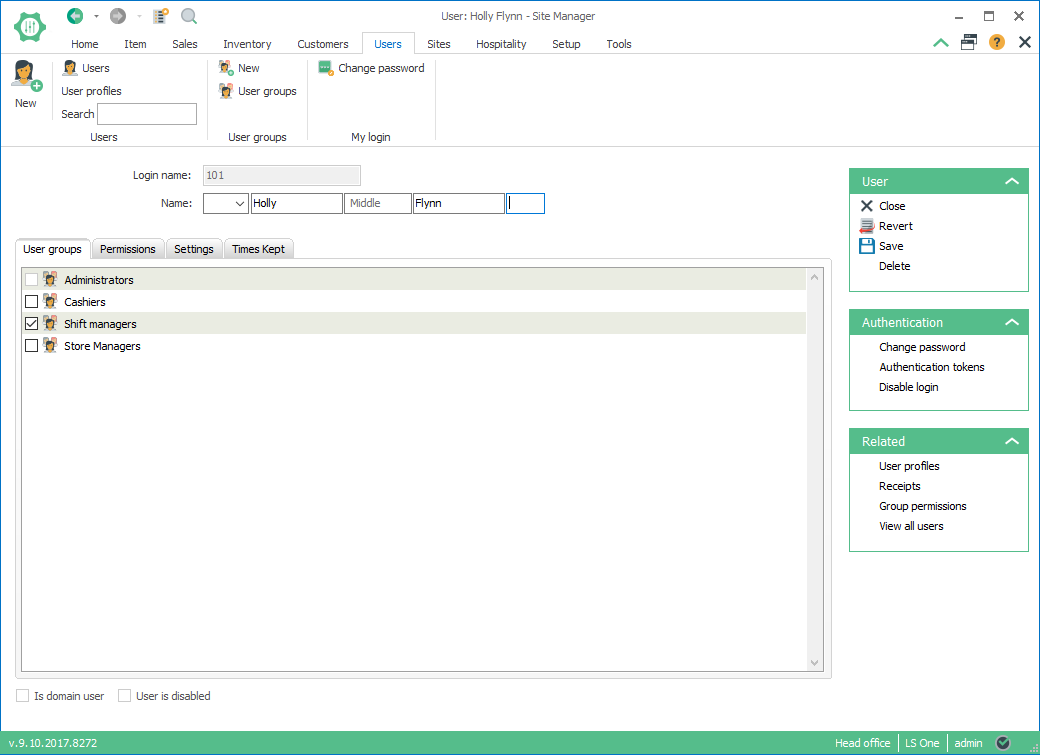 User: Holly Flynn - Site Manager
Home Item Sales Inventory Customers Users Sites Hospitality Setup Tools
?
New
Users
User profiles
Search
Users
New
User groups
User groups
Change password
My login
Login name: 101
Name: Holly Middle Flynn
User groups Permissions Settings Times Kept
Administrators
Cashiers
Shift managers
Store Managers
Is domain user User is disabled
User
Close
Revert
Save
Delete
Authentication
Change password
Authentication tokens
Disable login
Related
User profiles
Receipts
Group permissions
View all users
v.9.10.2017.8272 Head office LS One admin